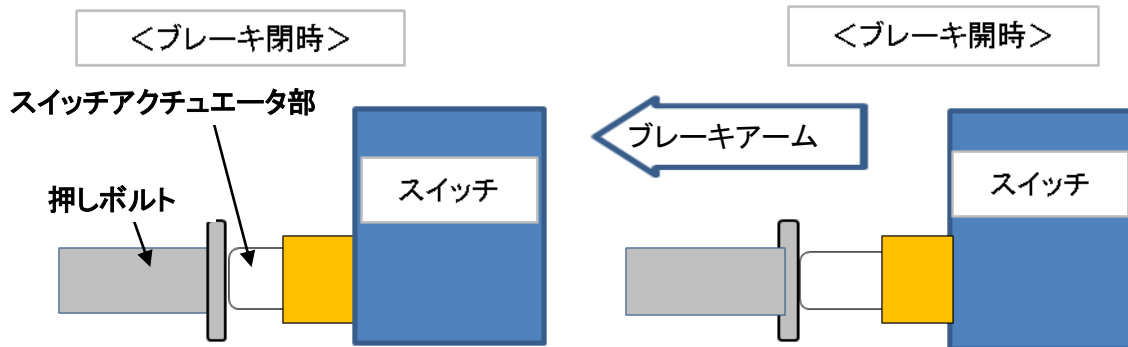 ＜ブレーキ閉時＞
＜ブレーキ開時＞
スイッチアクチュエータ部
ブレーキアーム
スイッチ
スイッチ
押しボルト